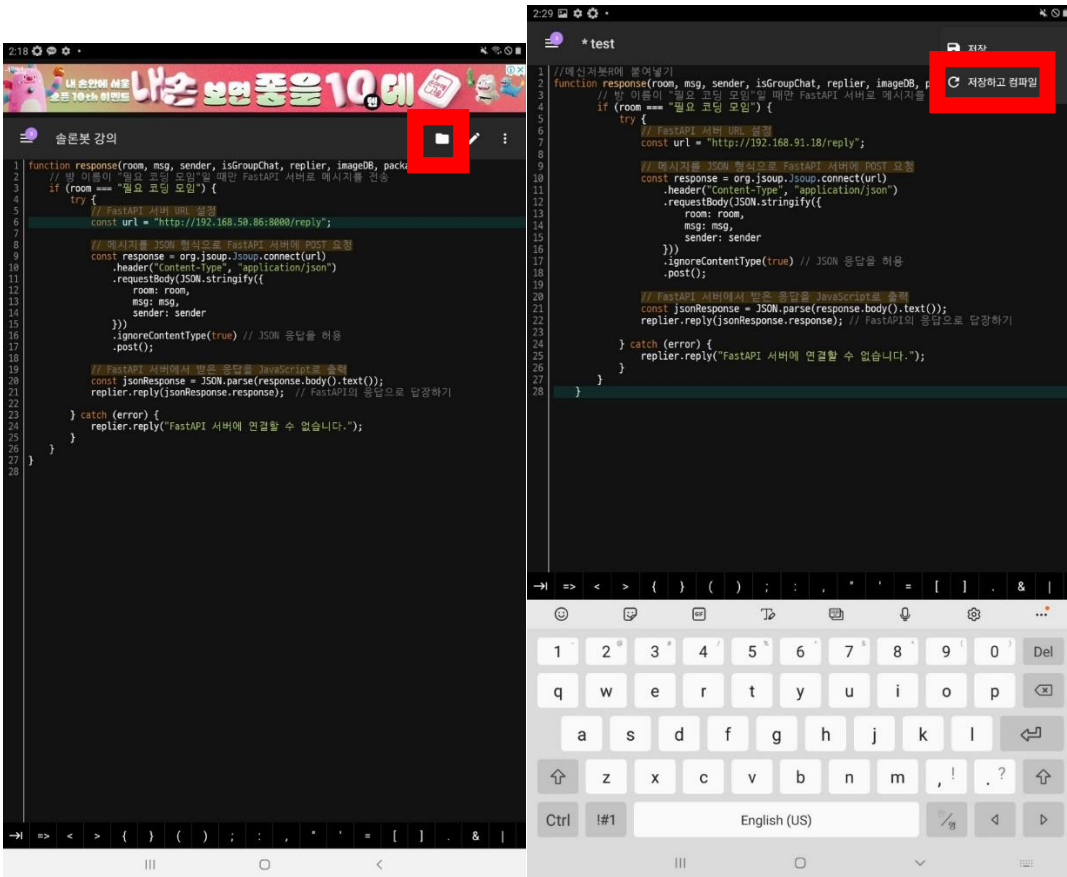 2:18
내 손안에 서울
오픈 10th 이벤트
내손 보면 쫑을 10데
솔론봇 강의
1 function response(room, msg, sender, isGroupChat, replier, imageDB, packa
2 // 방 이름이 "필요 코딩 모임"일 때만 FastAPI 서버로 메시지를 전송
3 if (room === "필요 코딩 모임") {
4 try {
5 // FastAPI 서버 URL 설정
6 const url = "http://192.168.50.86:8000/reply";
7
8 // 메시지를 JSON 형식으로 FastAPI 서버에 POST 요청
9 const response = org.jsoup.Jsoup.connect(url)
10 .header("Content-Type", "application/json")
11 .requestBody(JSON.stringify({
12 room: room,
13 msg: msg,
14 sender: sender
15 }))
16 .ignoreContentType(true) // JSON 응답을 허용
17 .post();
18
19 // FastAPI 서버에서 받은 응답을 JavaScript로 출력
20 const jsonResponse = JSON.parse(response.body().text());
21 replier.reply(jsonResponse.response); // FastAPI의 응답으로 답장하기
22
23 } catch (error) {
24 replier.reply("FastAPI 서버에 연결할 수 없습니다.");
25 }
26 }
27 }
28
=> < > { } ( ) ; : , " ' = [ ] . & |
2:29
* test
저장
저장하고 컴파일
1 //메신저봇R에 붙여넣기
2 function response(room, msg, sender, isGroupChat, replier, imageDB, p
3 // 방 이름이 "필요 코딩 모임"일 때만 FastAPI 서버로 메시지를
4 if (room === "필요 코딩 모임") {
5 try {
6 // FastAPI 서버 URL 설정
7 const url = "http://192.168.91.18/reply";
8
9 // 메시지를 JSON 형식으로 FastAPI 서버에 POST 요청
10 const response = org.jsoup.Jsoup.connect(url)
11 .header("Content-Type", "application/json")
12 .requestBody(JSON.stringify({
13 room: room,
14 msg: msg,
15 sender: sender
16 }))
17 .ignoreContentType(true) // JSON 응답을 허용
18 .post();
19
20 // FastAPI 서버에서 받은 응답을 JavaScript로 출력
21 const jsonResponse = JSON.parse(response.body().text());
22 replier.reply(jsonResponse.response); // FastAPI의 응답으로 답장하기
23
24 } catch (error) {
25 replier.reply("FastAPI 서버에 연결할 수 없습니다.");
26 }
27 }
28 }
=> < > { } ( ) ; : , " ' = [ ] . & |
GIF
1 2 3 4 5 6 7 8 9 0 Del
q w e r t y u i o p
a s d f g h j k l
z x c v b n m , ! . ?
Ctrl !#1 English (US) 한/영